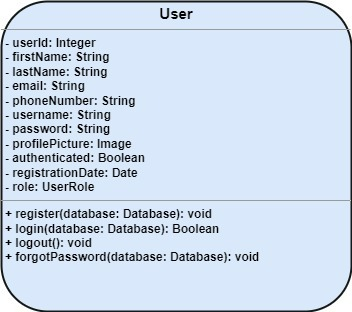 User
- userId: Integer
- firstName: String
- lastName: String
- email: String
- phoneNumber: String
- username: String
- password: String
- profilePicture: Image
- authenticated: Boolean
- registrationDate: Date
- role: UserRole
+ register(database: Database): void
+ login(database: Database): Boolean
+ logout(): void
+ forgotPassword(database: Database): void